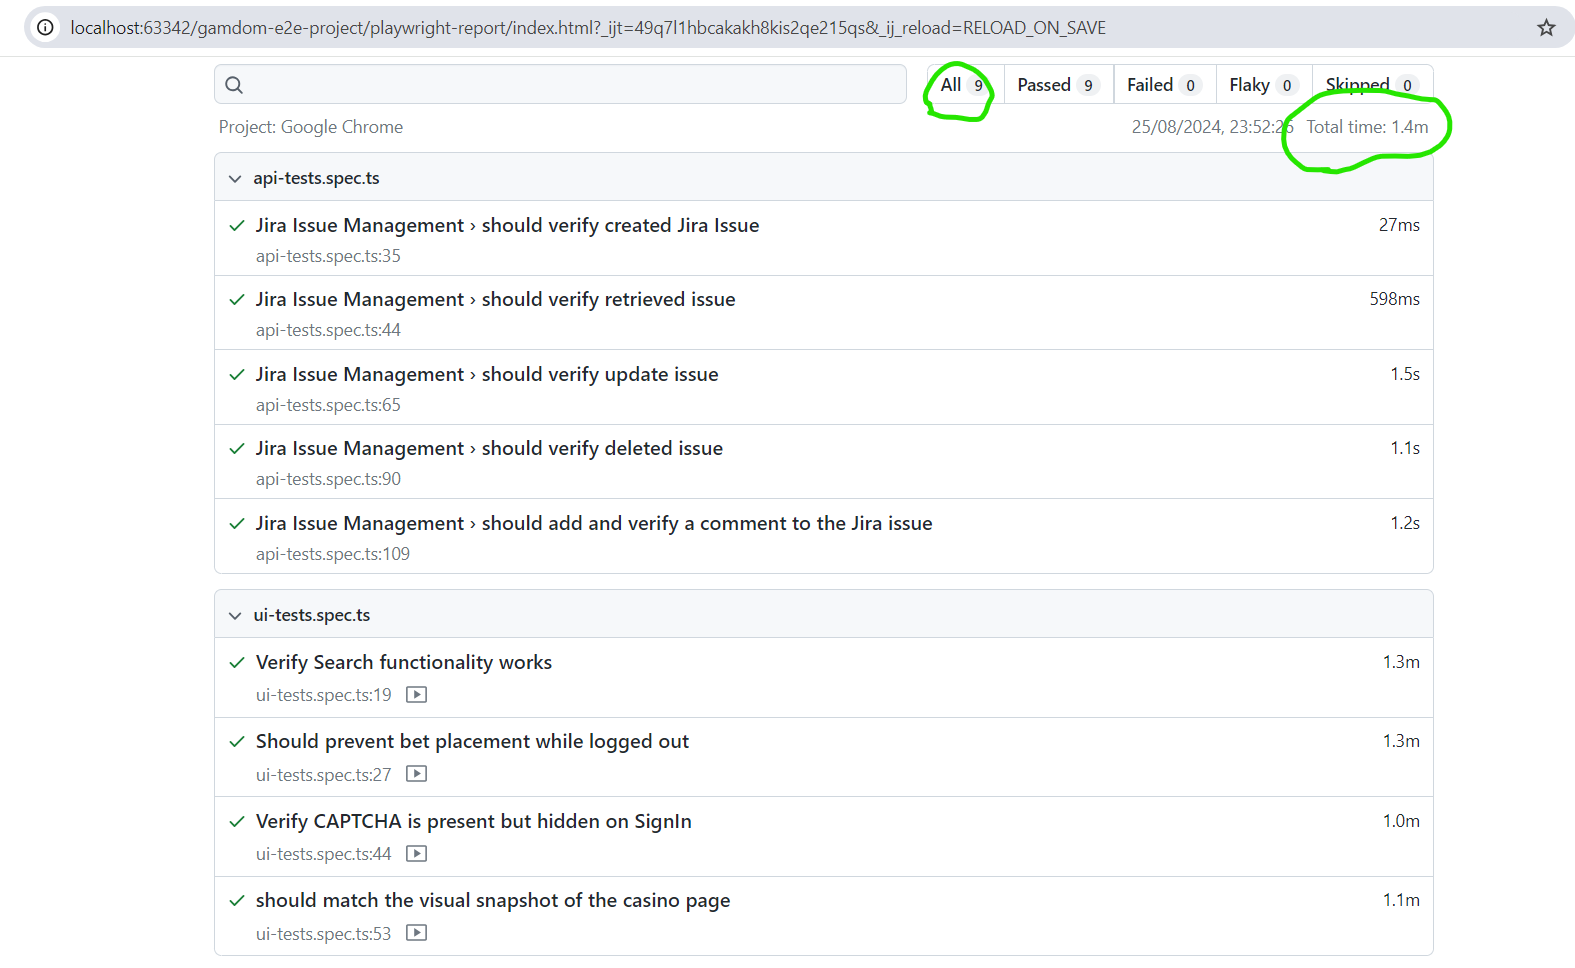 localhost:63342/gamdom-e2e-project/playwright-report/index.html?_ijt=49q7l1hbcakakh8kis2qe215qs&_ij_reload=RELOAD_ON_SAVE
All 9 Passed 9 Failed 0 Flaky 0 Skipped 0
Project: Google Chrome 25/08/2024, 23:52:26 Total time: 1.4m
api-tests.spec.ts
Jira Issue Management › should verify created Jira Issue 27ms
api-tests.spec.ts:35
Jira Issue Management › should verify retrieved issue 598ms
api-tests.spec.ts:44
Jira Issue Management › should verify update issue 1.5s
api-tests.spec.ts:65
Jira Issue Management › should verify deleted issue 1.1s
api-tests.spec.ts:90
Jira Issue Management › should add and verify a comment to the Jira issue 1.2s
api-tests.spec.ts:109
ui-tests.spec.ts
Verify Search functionality works 1.3m
ui-tests.spec.ts:19
Should prevent bet placement while logged out 1.3m
ui-tests.spec.ts:27
Verify CAPTCHA is present but hidden on SignIn 1.0m
ui-tests.spec.ts:44
should match the visual snapshot of the casino page 1.1m
ui-tests.spec.ts:53